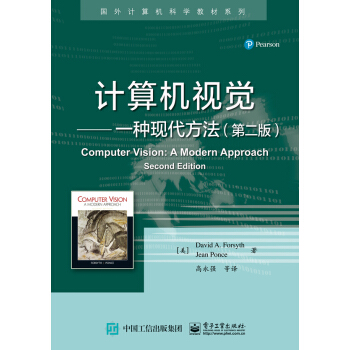 国外计算机科学教材系列
Pearson
计算机视觉
——一种现代方法(第二版)
Computer Vision: A Modern Approach
Second Edition
COMPUTER VISION
A MODERN APPROACH
FORSYTH | PONCE
[美] David A. Forsyth 著
Jean Ponce
高永强 等译
中国工信出版集团
电子工业出版社